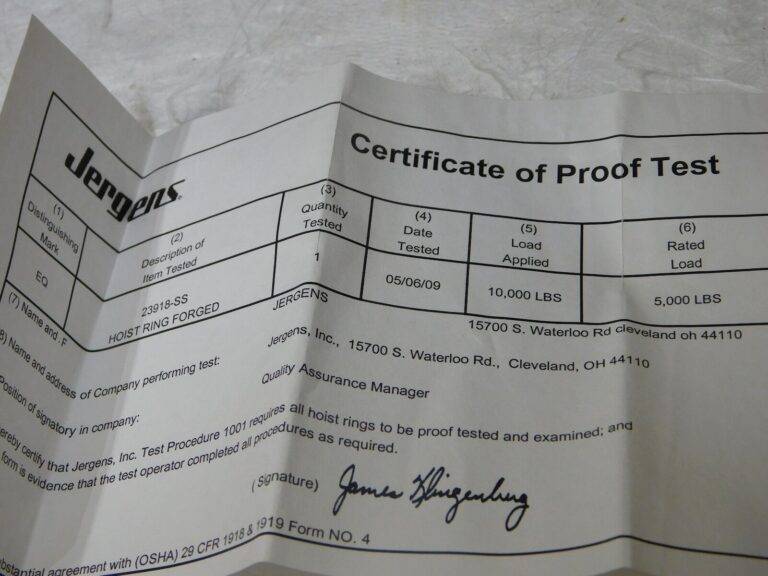 Jergens
Certificate of Proof Test
(1)
Distinguishing
Mark
(2)
Description of
Item Tested
(3)
Quantity
Tested
(4)
Date
Tested
(5)
Load
Applied
(6)
Rated
Load
EQ
23918-SS
HOIST RING FORGED
1
05/06/09
10,000 LBS
5,000 LBS
(7) Name and
JERGENS
15700 S. Waterloo Rd cleveland oh 44110
8) Name and address of Company performing test:
Jergens, Inc., 15700 S. Waterloo Rd., Cleveland, OH 44110
Position of signatory in company:
Quality Assurance Manager
ereby certify that Jergens, Inc. Test Procedure 1001 requires all hoist rings to be proof tested and examined; and
form is evidence that the test operator completed all procedures as required.
(Signature) James Klingenburg
bstantial agreement with (OSHA) 29 CFR 1918 & 1919 Form NO. 4